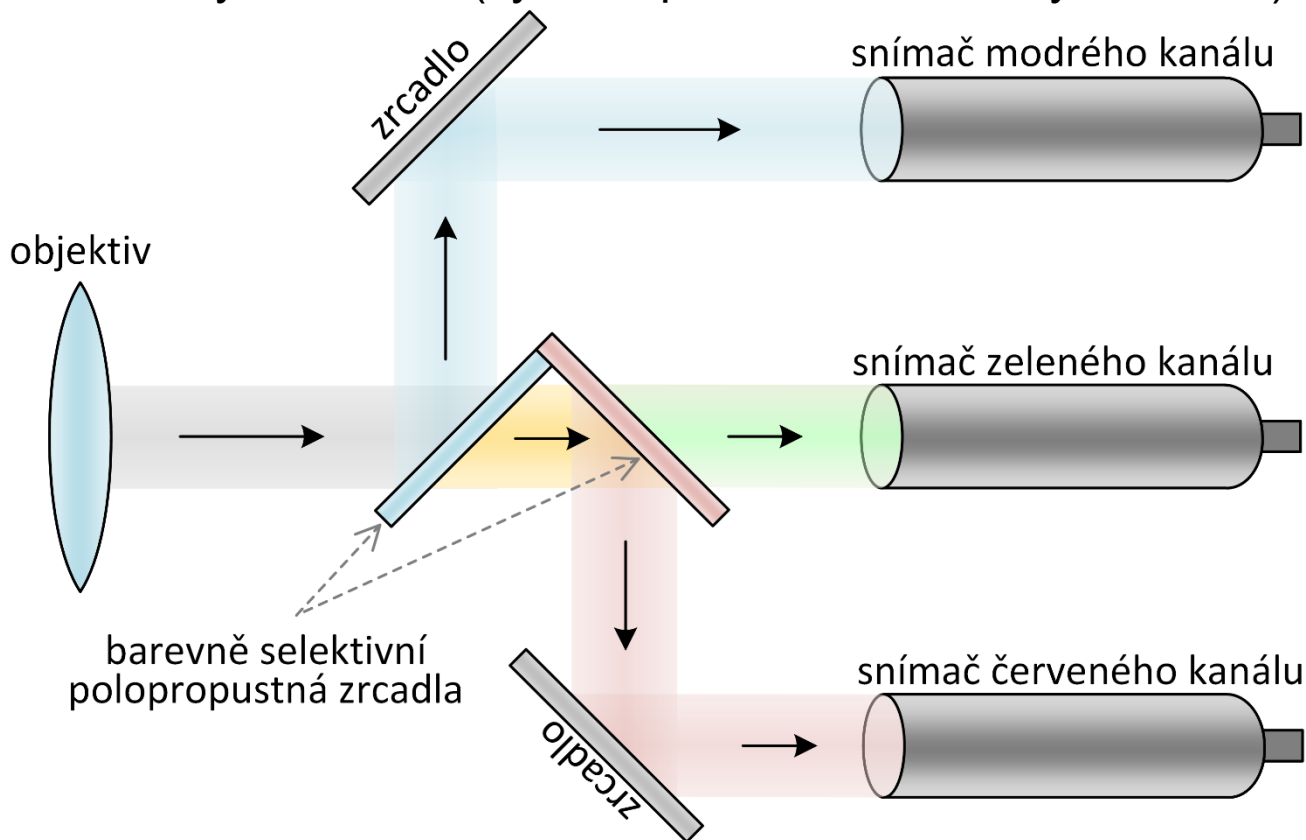 zrcadlo
snímač modrého kanálu
objektiv
snímač zeleného kanálu
barevně selektivní
polopropustná zrcadla
snímač červeného kanálu
zrcadlo